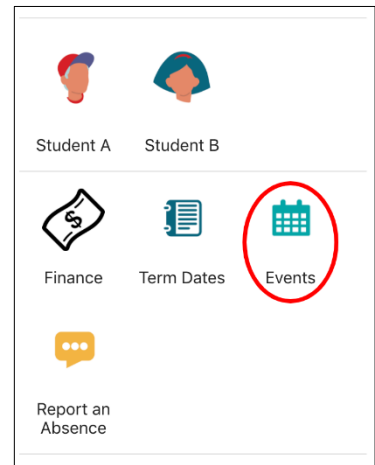 Student A Student B
Finance Term Dates Events
Report an
Absence